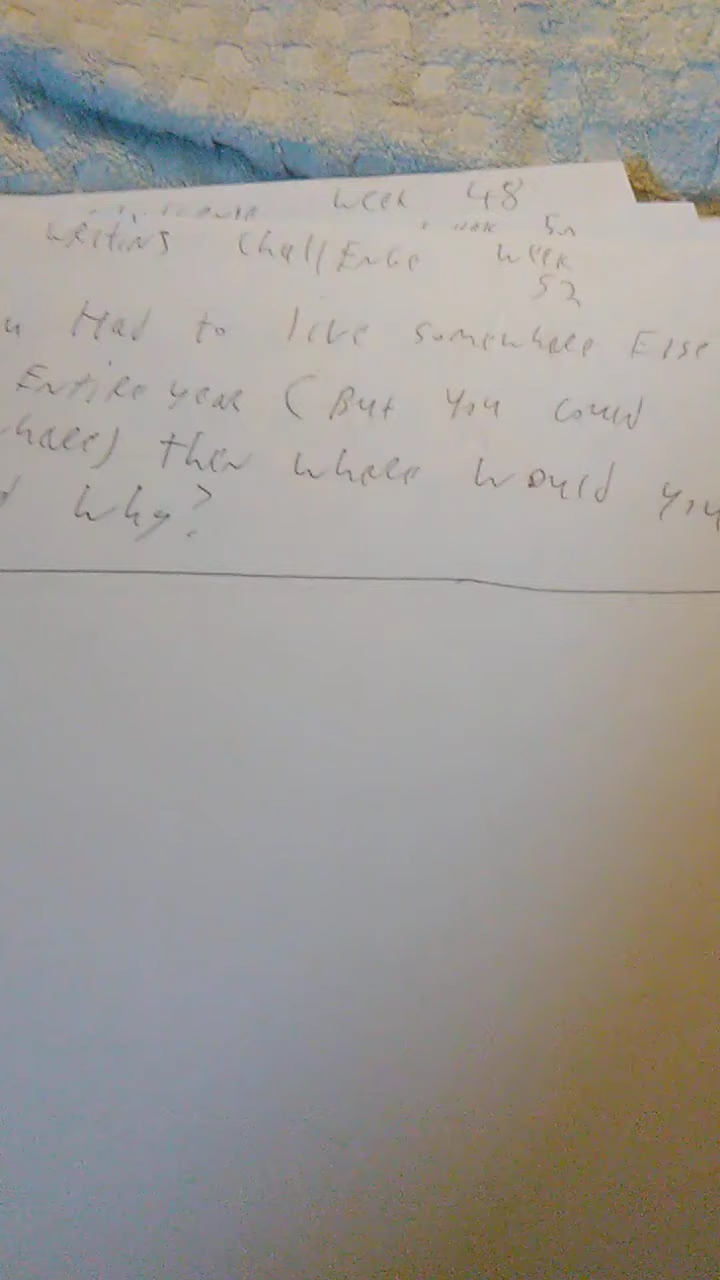 week 48
Writing Challenge week
52
u Had to live somewhere Else
Entire year (But You could
here) then where would you
d why?